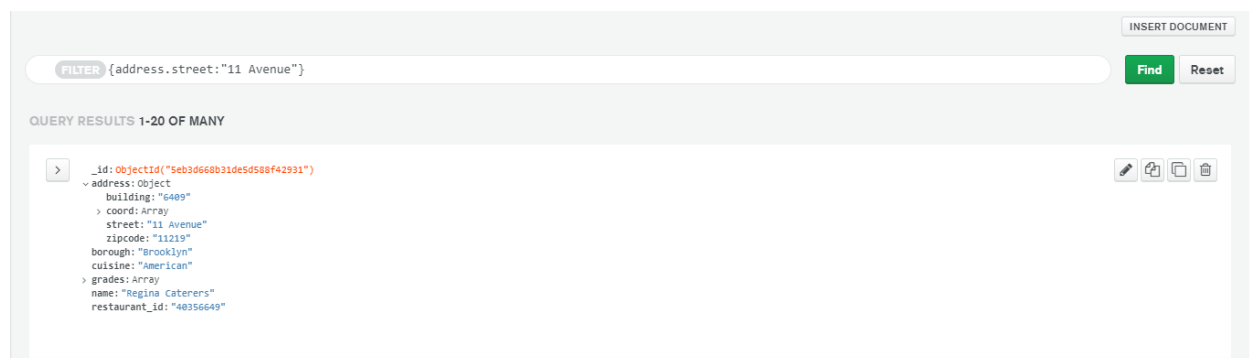 INSERT DOCUMENT
FILTER {address.street:"11 Avenue"}
Find Reset
QUERY RESULTS 1-20 OF MANY
_id:ObjectId("5eb3d668b31de5d588f42931")
address:Object
building:"6409"
coord:Array
street:"11 Avenue"
zipcode:"11219"
borough:"Brooklyn"
cuisine:"American"
grades:Array
name:"Regina Caterers"
restaurant_id:"40356649"